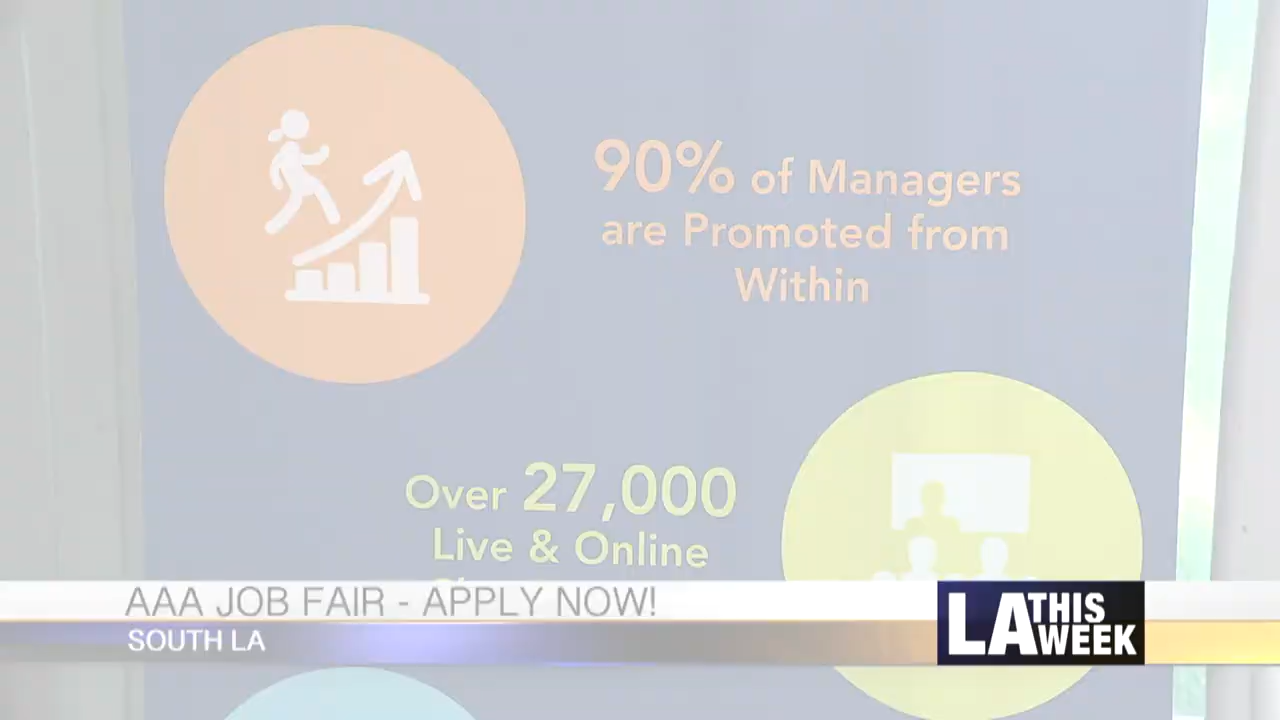 90% of Managers
are Promoted from
Within
Over 27,000
Live & Online
AAA JOB FAIR - APPLY NOW!
SOUTH LA
LA THIS
WEEK